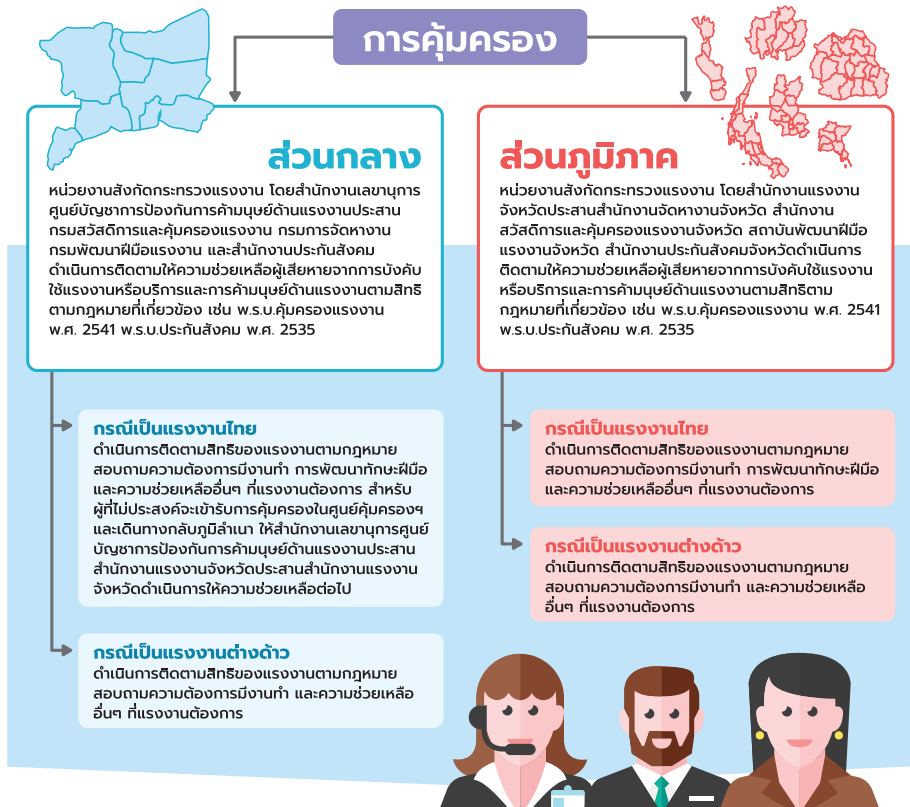 การคุ้มครอง
ส่วนกลาง
หน่วยงานสังกัดกระทรวงแรงงาน โดยสำนักงานเลขานุการ
ศูนย์บัญชาการป้องกันการค้ามนุษย์ด้านแรงงานประสาน
กรมสวัสดิการและคุ้มครองแรงงาน กรมการจัดหางาน
กรมพัฒนาฝีมือแรงงาน และสำนักงานประกันสังคม
ดำเนินการติดตามให้ความช่วยเหลือผู้เสียหายจากการบังคับ
ใช้แรงงานหรือบริการและการค้ามนุษย์ด้านแรงงานตามสิทธิ
ตามกฎหมายที่เกี่ยวข้อง เช่น พ.ร.บ.คุ้มครองแรงงาน
พ.ศ. 2541 พ.ร.บ.ประกันสังคม พ.ศ. 2535
กรณีเป็นแรงงานไทย
ดำเนินการติดตามสิทธิของแรงงานตามกฎหมาย
สอบถามความต้องการมีงานทำ การพัฒนาทักษะฝีมือ
และความช่วยเหลืออื่นๆ ที่แรงงานต้องการ สำหรับ
ผู้ที่ไม่ประสงค์จะเข้ารับการคุ้มครองในศูนย์คุ้มครองฯ
และเดินทางกลับภูมิลำเนา ให้สำนักงานเลขานุการศูนย์
บัญชาการป้องกันการค้ามนุษย์ด้านแรงงานประสาน
สำนักงานแรงงานจังหวัดประสานสำนักงานแรงงาน
จังหวัดดำเนินการให้ความช่วยเหลือต่อไป
กรณีเป็นแรงงานต่างด้าว
ดำเนินการติดตามสิทธิของแรงงานตามกฎหมาย
สอบถามความต้องการมีงานทำ และความช่วยเหลือ
อื่นๆ ที่แรงงานต้องการ
ส่วนภูมิภาค
หน่วยงานสังกัดกระทรวงแรงงาน โดยสำนักงานแรงงาน
จังหวัดประสานสำนักงานจัดหางานจังหวัด สำนักงาน
สวัสดิการและคุ้มครองแรงงานจังหวัด สถาบันพัฒนาฝีมือ
แรงงานจังหวัด สำนักงานประกันสังคมจังหวัดดำเนินการ
ติดตามให้ความช่วยเหลือผู้เสียหายจากการบังคับใช้แรงงาน
หรือบริการและการค้ามนุษย์ด้านแรงงานตามสิทธิตาม
กฎหมายที่เกี่ยวข้อง เช่น พ.ร.บ.คุ้มครองแรงงาน พ.ศ. 2541
พ.ร.บ.ประกันสังคม พ.ศ. 2535
กรณีเป็นแรงงานไทย
ดำเนินการติดตามสิทธิของแรงงานตามกฎหมาย
สอบถามความต้องการมีงานทำ การพัฒนาทักษะฝีมือ
และความช่วยเหลืออื่นๆ ที่แรงงานต้องการ
กรณีเป็นแรงงานต่างด้าว
ดำเนินการติดตามสิทธิของแรงงานตามกฎหมาย
สอบถามความต้องการมีงานทำ และความช่วยเหลือ
อื่นๆ ที่แรงงานต้องการ